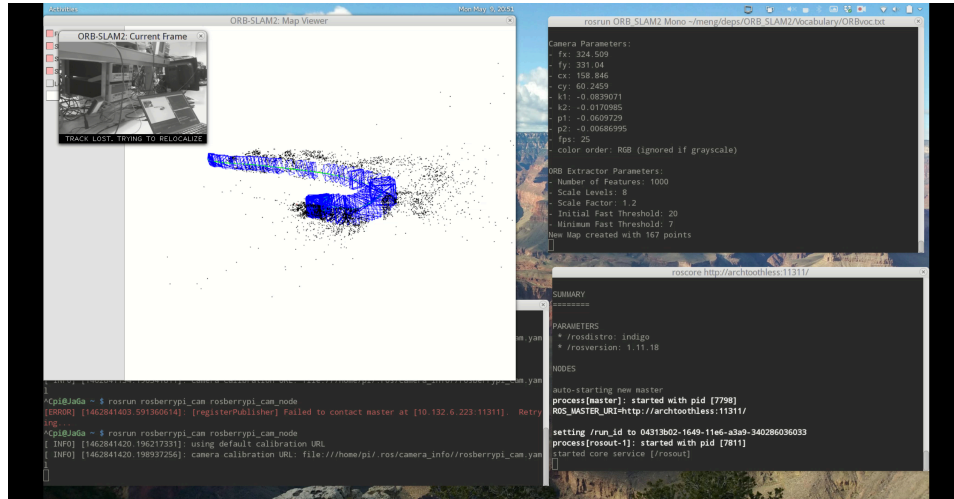 Activities
Mon May 9, 20:51
ORB-SLAM2: Map Viewer
ORB-SLAM2: Current Frame
TRACK LOST. TRYING TO RELOCALIZE
rosrun ORB_SLAM2 Mono ~/meng/deps/ORB_SLAM2/Vocabulary/ORBvoc.txt
Camera Parameters:
- fx: 324.509
- fy: 331.04
- cx: 158.846
- cy: 60.2459
- k1: -0.0839071
- k2: -0.0170985
- p1: -0.0609729
- p2: -0.00686995
- fps: 25
- color order: RGB (ignored if grayscale)
ORB Extractor Parameters:
- Number of Features: 1000
- Scale Levels: 8
- Scale Factor: 1.2
- Initial Fast Threshold: 20
- Minimum Fast Threshold: 7
New Map created with 167 points
roscore http://archtoothless:11311/
SUMMARY
========
PARAMETERS
* /rosdistro: indigo
* /rosversion: 1.11.18
NODES
auto-starting new master
process[master]: started with pid [7798]
ROS_MASTER_URI=http://archtoothless:11311/
setting /run_id to 04313b02-1649-11e6-a3a9-340286036033
process[rosout-1]: started with pid [7811]
started core service [/rosout]
am.yam
^Cpi@JaGa ~ $ rosrun rosberrypi_cam rosberrypi_cam_node
[ERROR] [1462841403.591360614]: [registerPublisher] Failed to contact master at [10.132.6.223:11311].  Retry
ing...
^Cpi@JaGa ~ $ rosrun rosberrypi_cam rosberrypi_cam_node
[ INFO] [1462841420.196217331]: using default calibration URL
[ INFO] [1462841420.198937256]: camera calibration URL: file:///home/pi/.ros/camera_info//rosberrypi_cam.yam
l